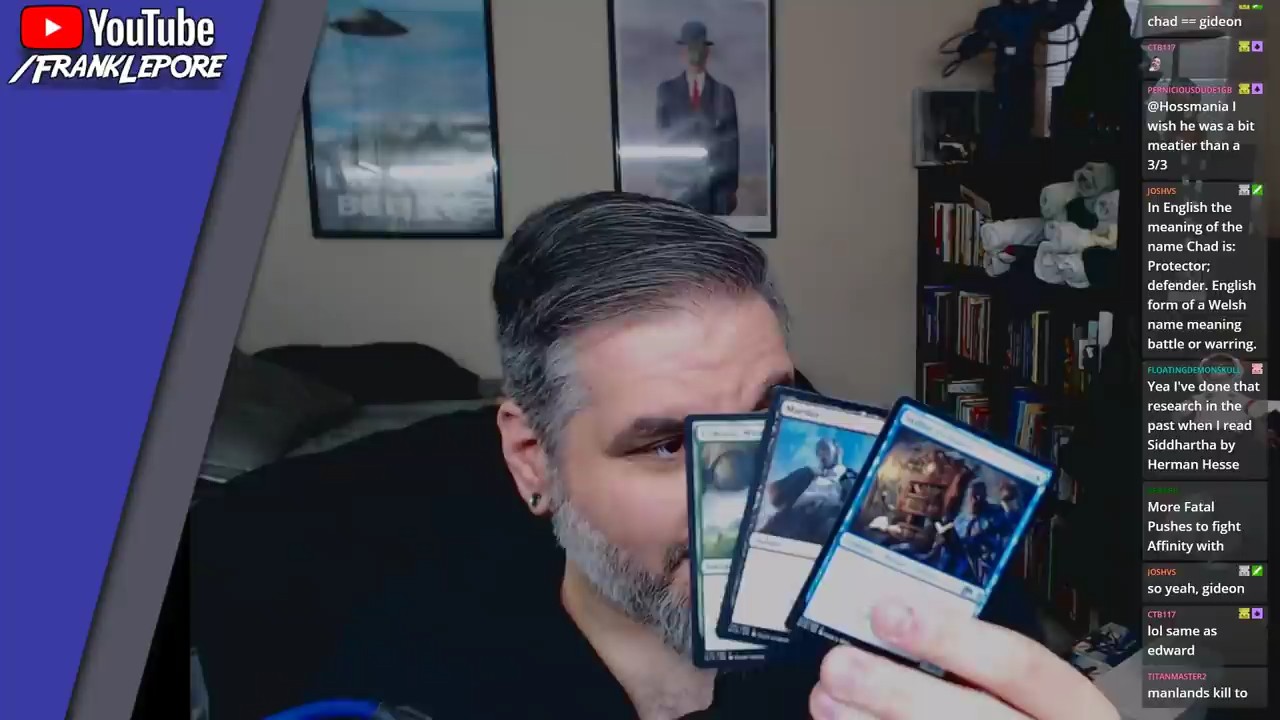 YouTube
/FRANKLEPORE
chad == gideon
CTB117
PERNICIOUSDUDE1GB
@Hossmania I
wish he was a bit
meatier than a
3/3
JOSHVS
In English the
meaning of the
name Chad is:
Protector;
defender. English
form of a Welsh
name meaning
battle or warring.
FLOATINGDEMONSKULL
Yea I've done that
research in the
past when I read
Siddhartha by
Herman Hesse
More Fatal
Pushes to fight
Affinity with
JOSHVS
so yeah, gideon
CTB117
lol same as
edward
TITANMASTER2
manlands kill to
Murder